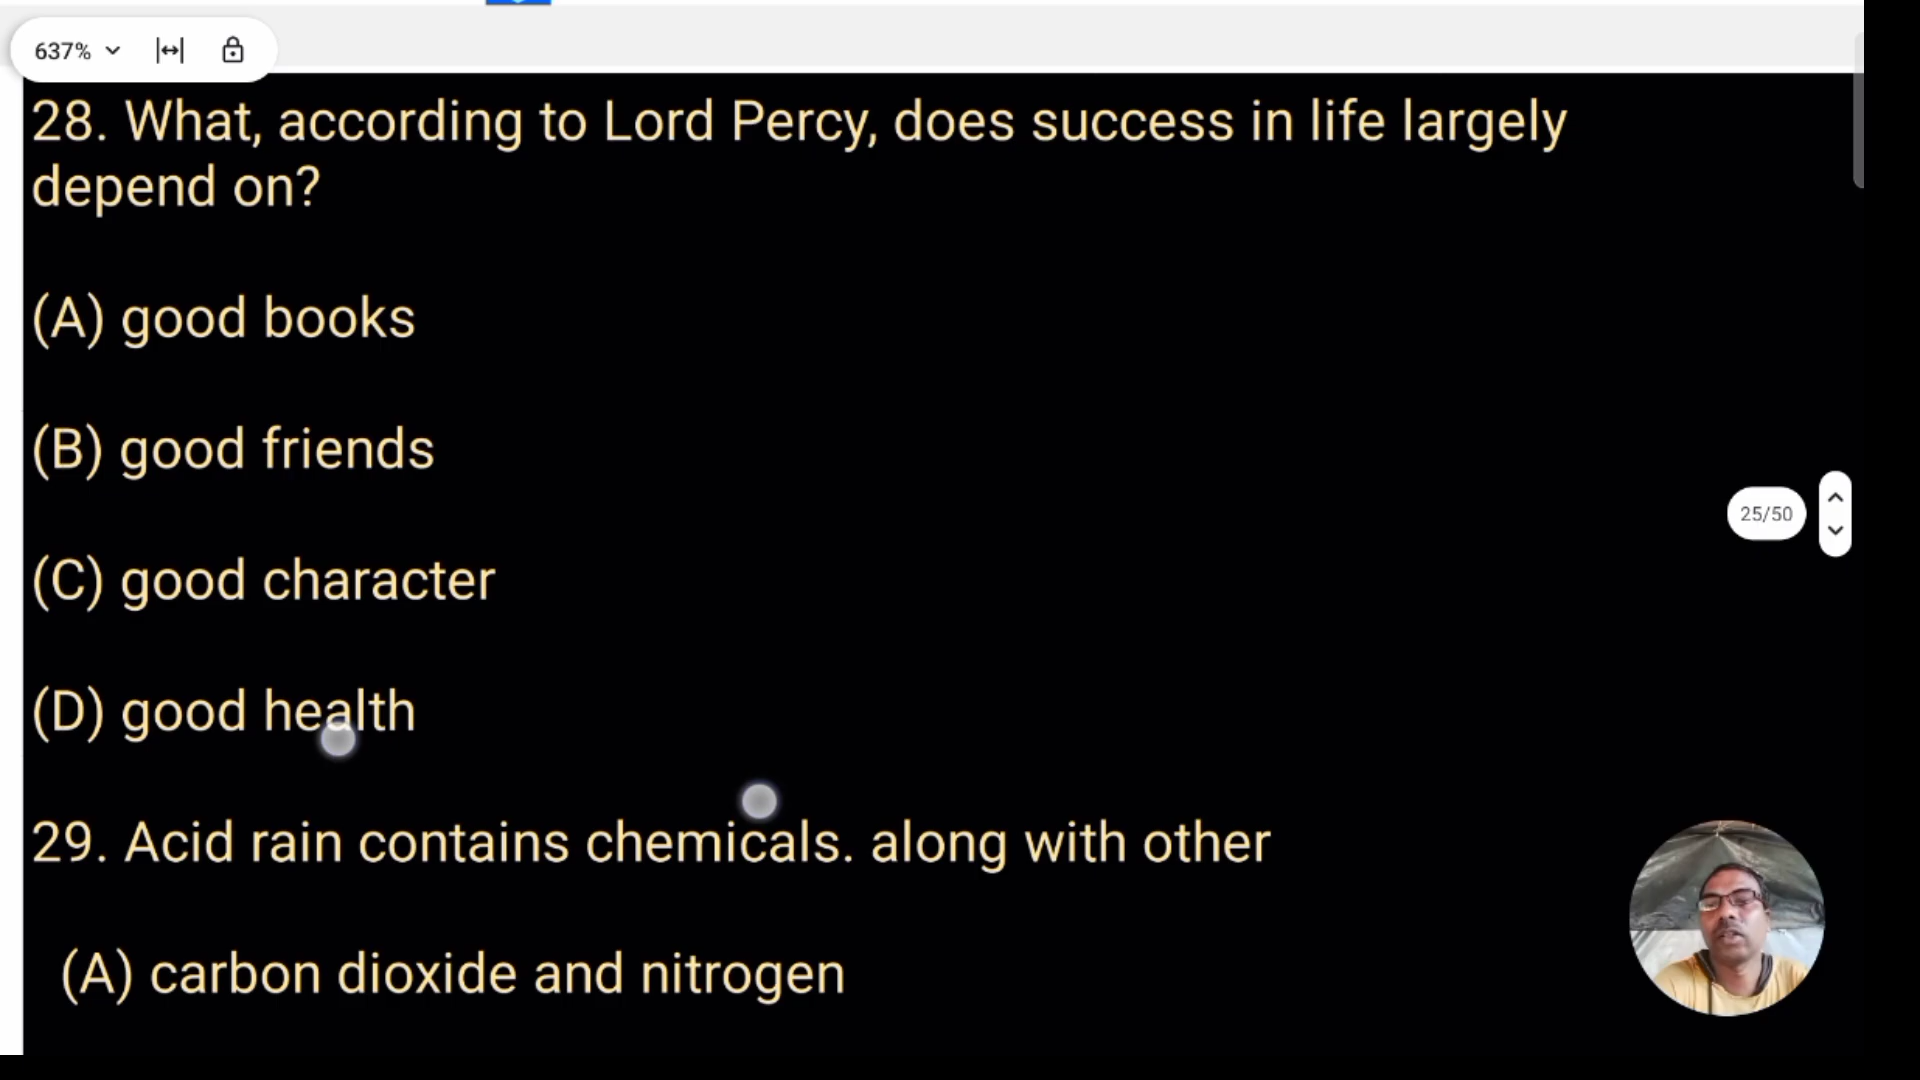 637%
28. What, according to Lord Percy, does success in life largely
depend on?
(A) good books
(B) good friends
(C) good character
(D) good health
25/50
29. Acid rain contains chemicals. along with other
(A) carbon dioxide and nitrogen